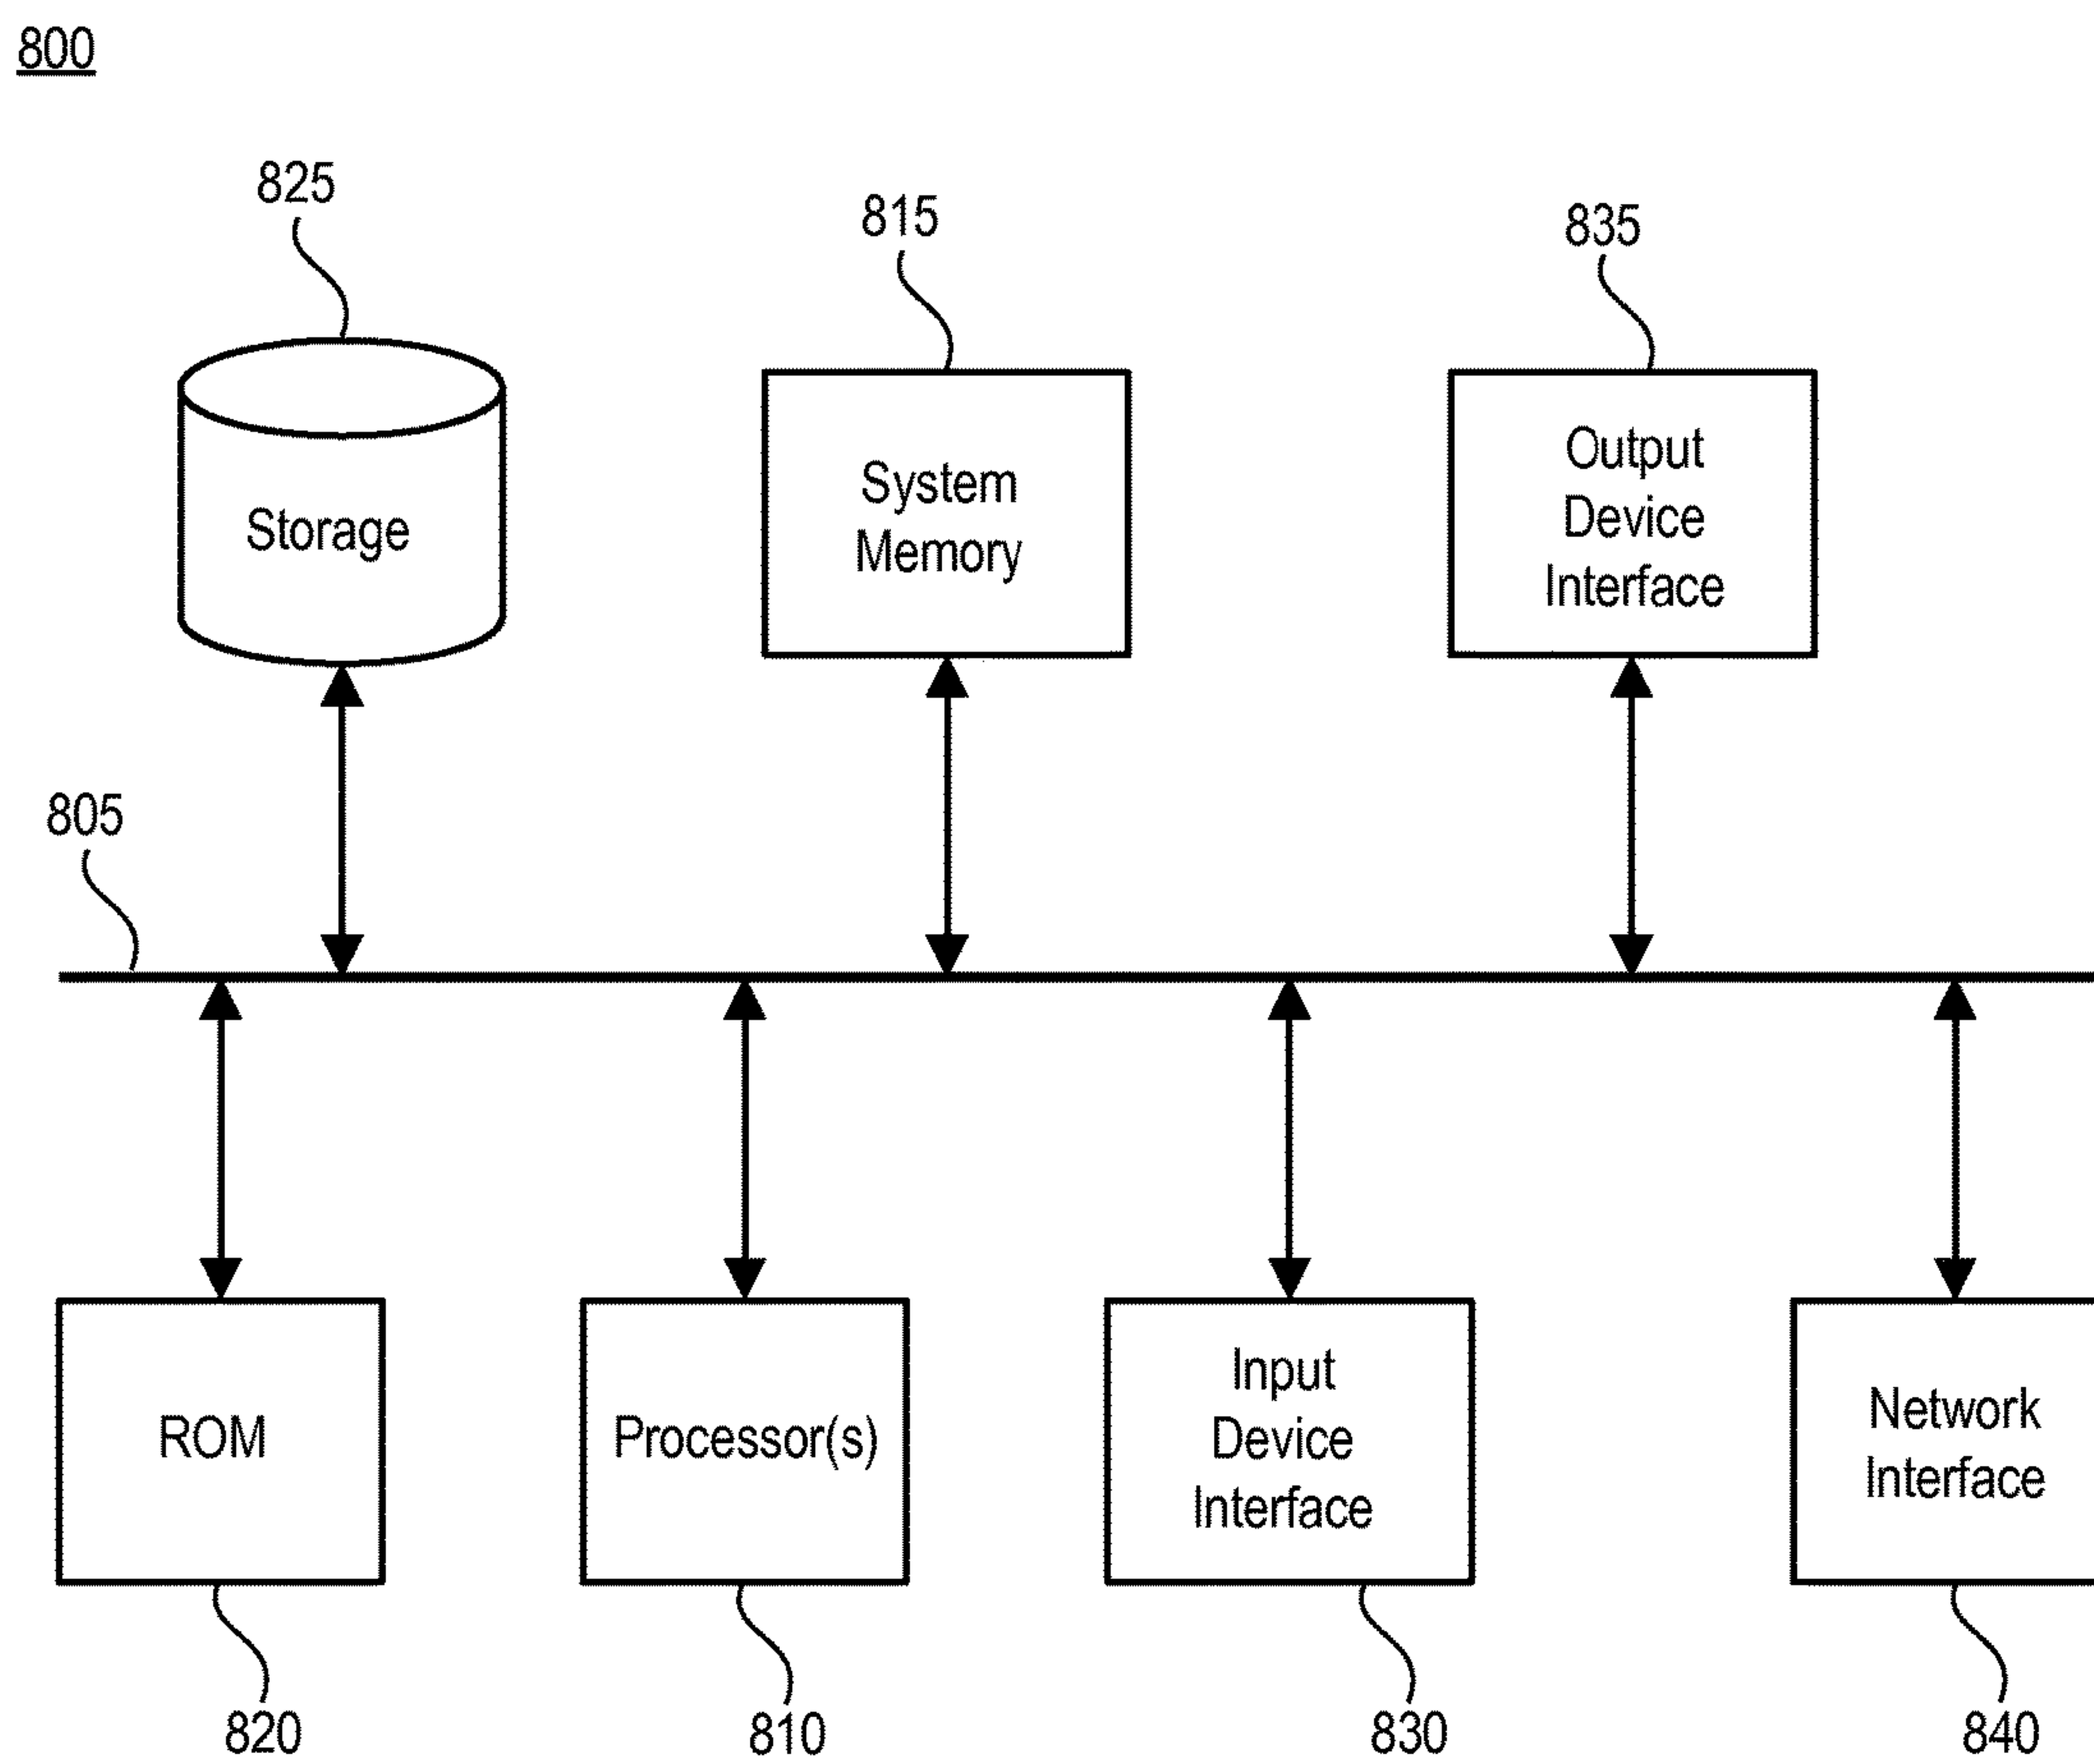 800
825
815
835
Storage
System
Memory
Output
Device
Interface
805
ROM
Processor(s)
Input
Device
Interface
Network
Interface
820
810
830
840